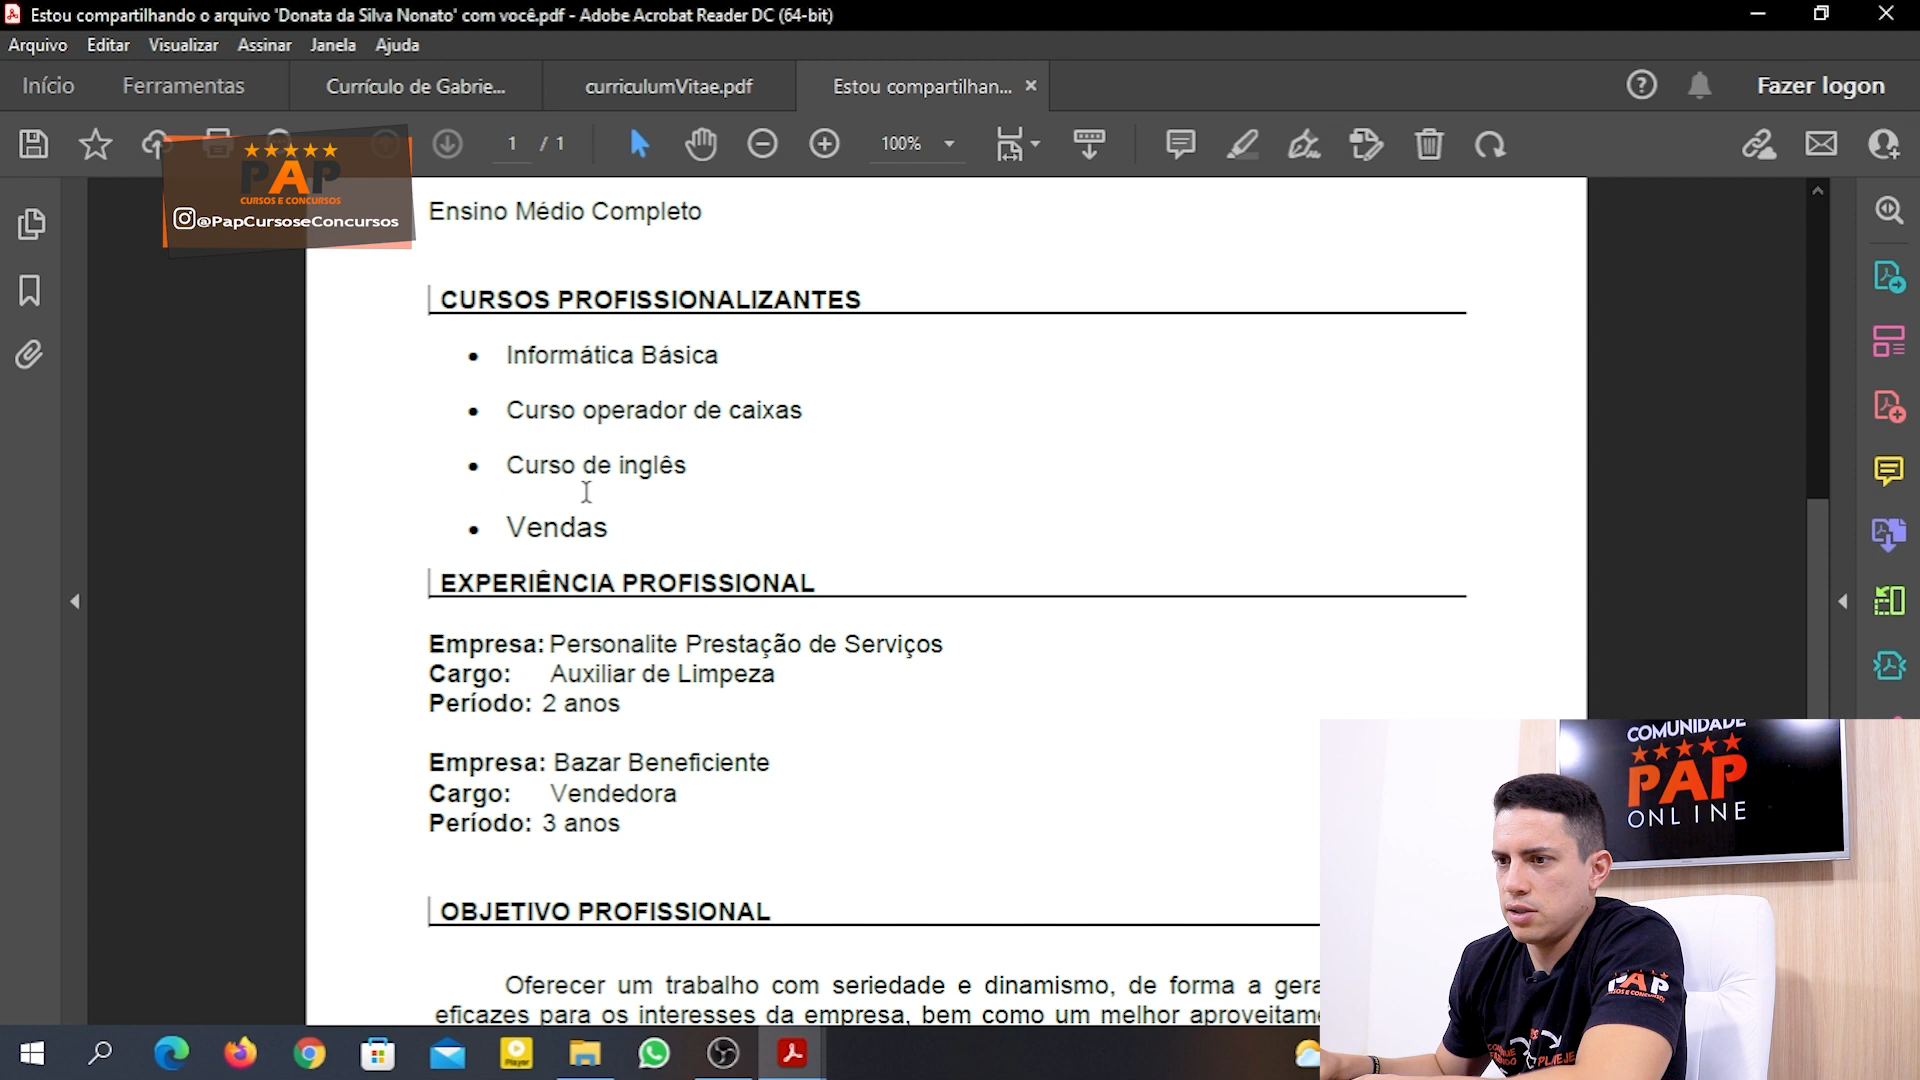 Estou compartilhando o arquivo 'Donata da Silva Nonato' com você.pdf - Adobe Acrobat Reader DC (64-bit)
Arquivo Editar Visualizar Assinar Janela Ajuda
Início Ferramentas Currículo de Gabrie... curriculumVitae.pdf Estou compartilhan... Fazer logon
1 / 1 100%
PAP
CURSOS E CONCURSOS
@PapCursoseConcursos
Ensino Médio Completo
CURSOS PROFISSIONALIZANTES
• Informática Básica
• Curso operador de caixas
• Curso de inglês
• Vendas
EXPERIÊNCIA PROFISSIONAL
Empresa: Personalite Prestação de Serviços
Cargo: Auxiliar de Limpeza
Período: 2 anos
Empresa: Bazar Beneficiente
Cargo: Vendedora
Período: 3 anos
OBJETIVO PROFISSIONAL
Oferecer um trabalho com seriedade e dinamismo, de forma a gera
eficazes para os interesses da empresa, bem como um melhor aproveitame
COMUNIDADE
PAP
ONLINE
PAP
Player